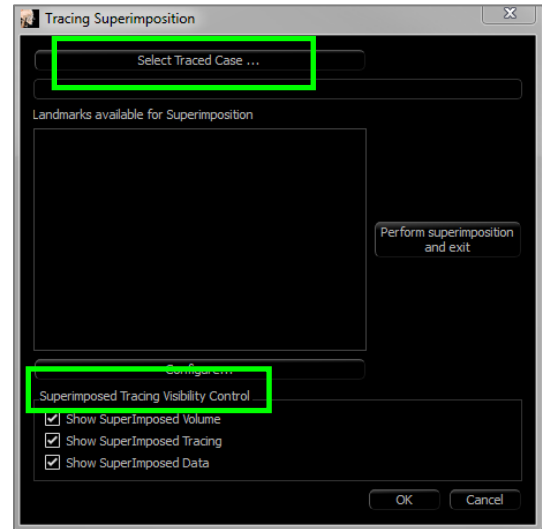 Tracing Superimposition
Select Traced Case ...
Landmarks available for Superimposition
Perform superimposition
and exit
Configure...
Superimposed Tracing Visibility Control
Show SuperImposed Volume
Show SuperImposed Tracing
Show SuperImposed Data
OK
Cancel